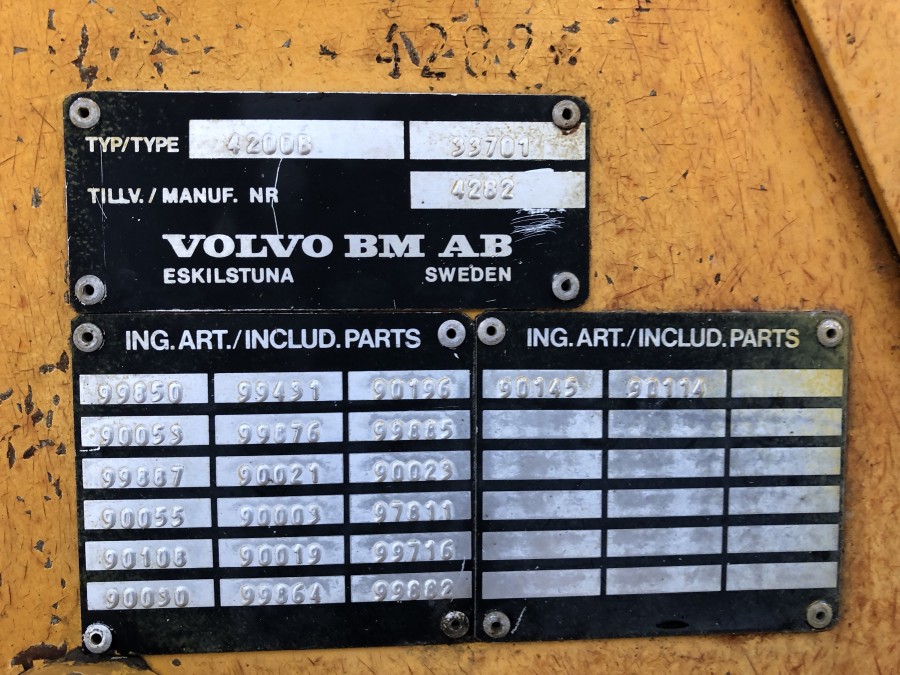 4282*
TYP/TYPE 4200B 33701
TILLV./MANUF. NR 4282
VOLVO BM AB
ESKILSTUNA SWEDEN
ING. ART./INCLUD. PARTS
99850 99431 90196
90053 99876 99885
99887 90021 90023
90055 90003 97811
90108 90019 99716
90030 99864 99882
ING. ART./INCLUD. PARTS
90145 90114